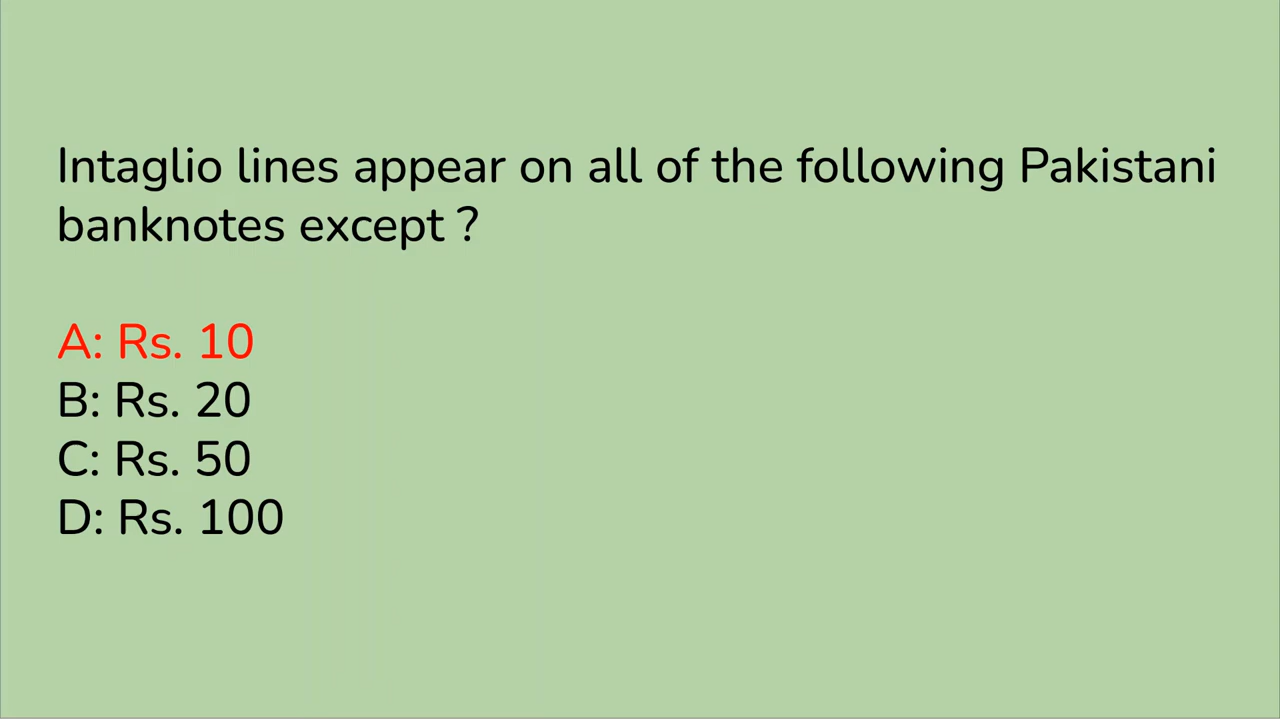 Intaglio lines appear on all of the following Pakistani
banknotes except ?
A: Rs. 10
B: Rs. 20
C: Rs. 50
D: Rs. 100